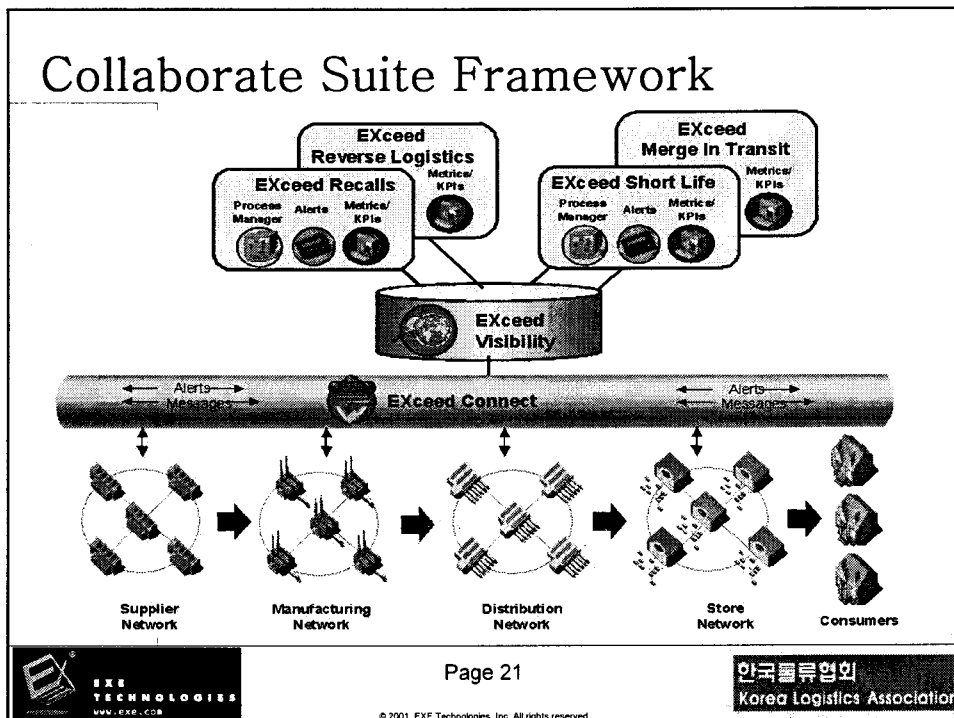 Collaborate Suite Framework
EXceed
Reverse Logistics
Metrics/
KPIs
EXceed
Merge In Transit
Metrics/
KPIs
EXceed Recalls
Process
Manager
Alerts
Metrics/
KPIs
EXceed Short Life
Process
Manager
Alerts
Metrics/
KPIs
EXceed
Visibility
Alerts
Messages
EXceed Connect
Alerts
Messages
Supplier
Network
Manufacturing
Network
Distribution
Network
Store
Network
Consumers
EXE
TECHNOLOGIES
www.exe.com
Page 21
한국물류협회
Korea Logistics Association
© 2001 EXE Technologies, Inc. All rights reserved